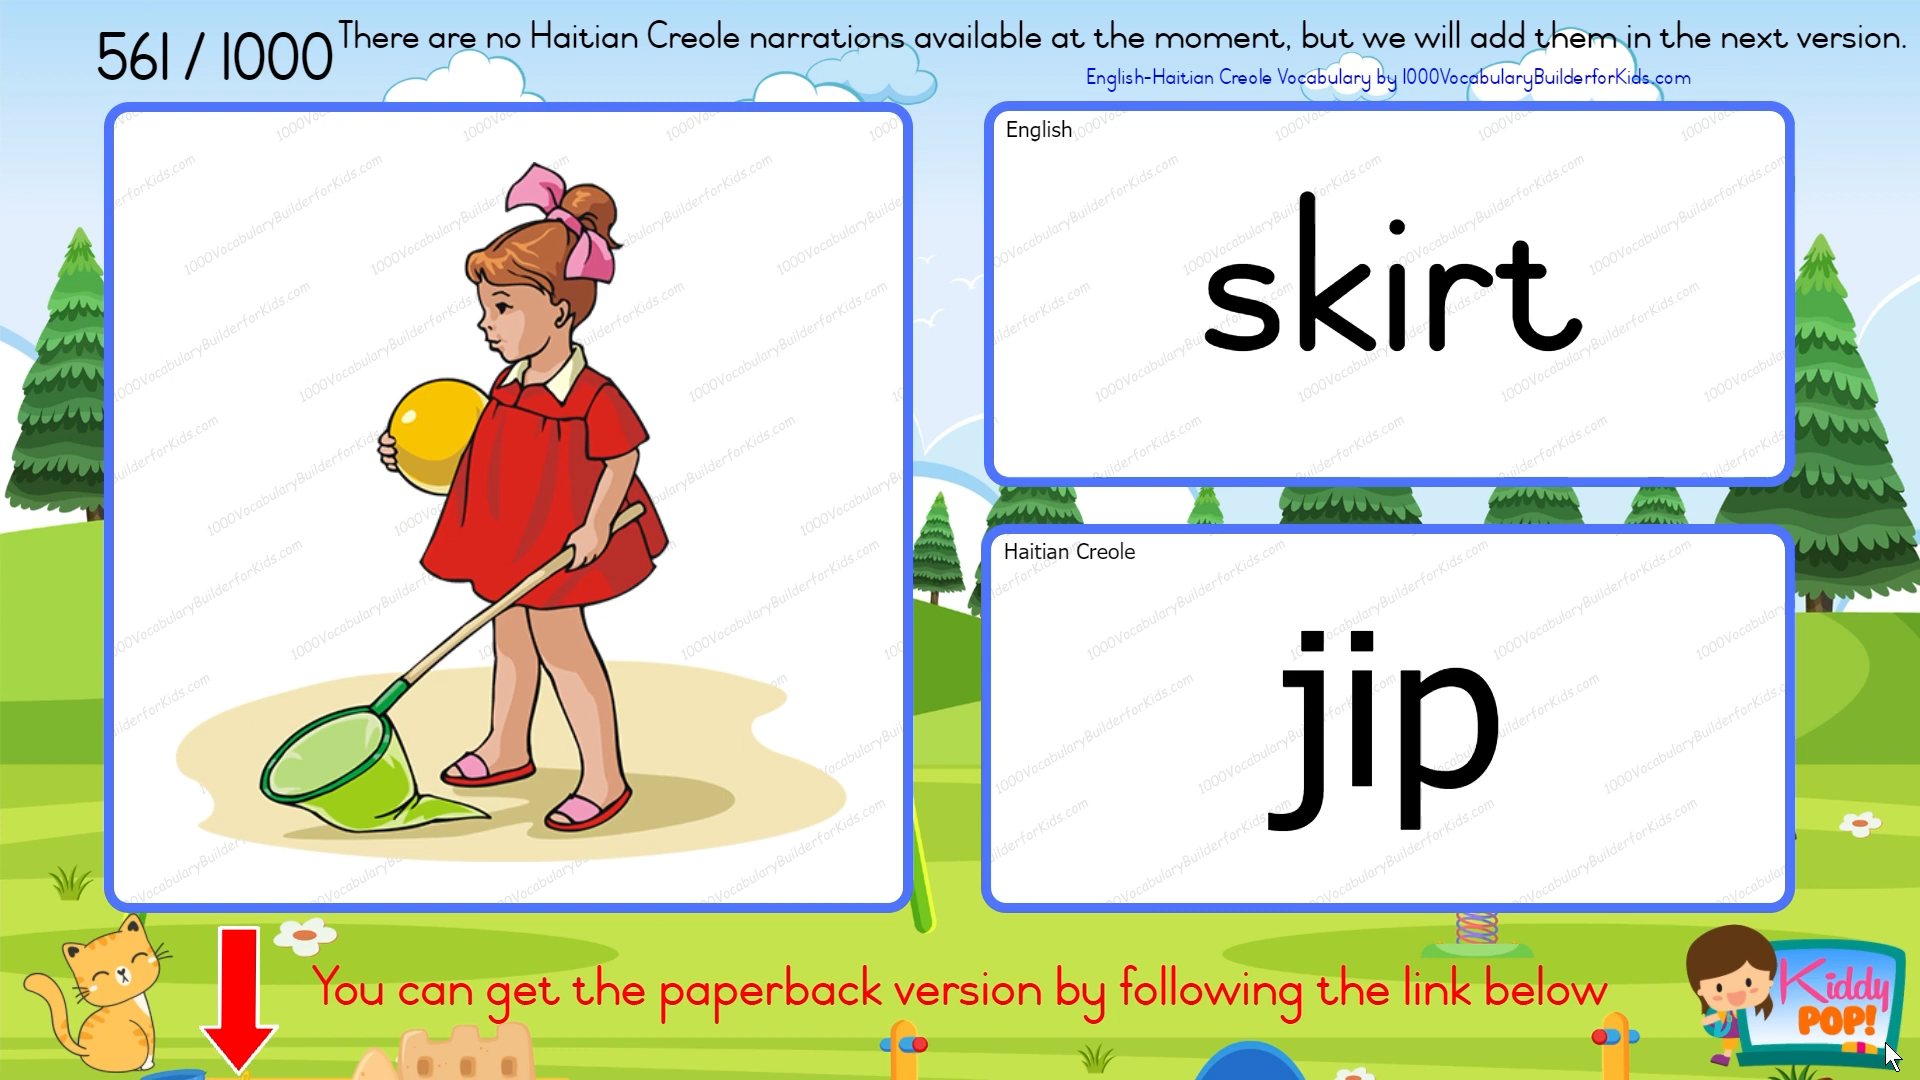 561 / 1000
There are no Haitian Creole narrations available at the moment, but we will add them in the next version.
English-Haitian Creole Vocabulary by 1000VocabularyBuilderforKids.com
English
skirt
Haitian Creole
jip
You can get the paperback version by following the link below
Kiddy
POP!
1000VocabularyBuilderforKids.com